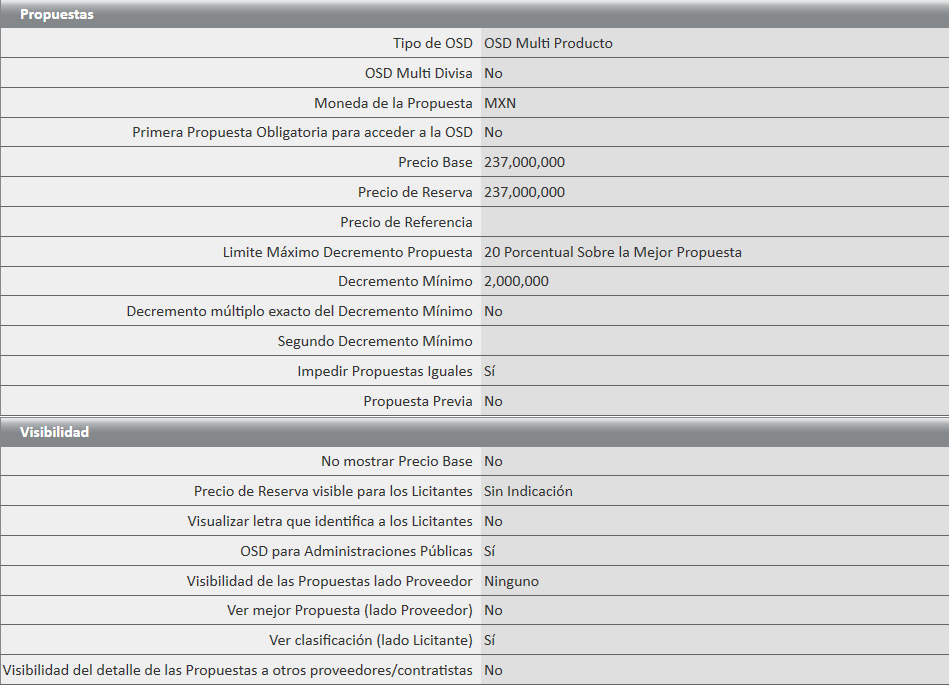 Propuestas
Tipo de OSD OSD Multi Producto
OSD Multi Divisa No
Moneda de la Propuesta MXN
Primera Propuesta Obligatoria para acceder a la OSD No
Precio Base 237,000,000
Precio de Reserva 237,000,000
Precio de Referencia
Limite Máximo Decremento Propuesta 20 Porcentual Sobre la Mejor Propuesta
Decremento Mínimo 2,000,000
Decremento múltiplo exacto del Decremento Mínimo No
Segundo Decremento Mínimo
Impedir Propuestas Iguales Sí
Propuesta Previa No
Visibilidad
No mostrar Precio Base No
Precio de Reserva visible para los Licitantes Sin Indicación
Visualizar letra que identifica a los Licitantes No
OSD para Administraciones Públicas Sí
Visibilidad de las Propuestas lado Proveedor Ninguno
Ver mejor Propuesta (lado Proveedor) No
Ver clasificación (lado Licitante) Sí
Visibilidad del detalle de las Propuestas a otros proveedores/contratistas No